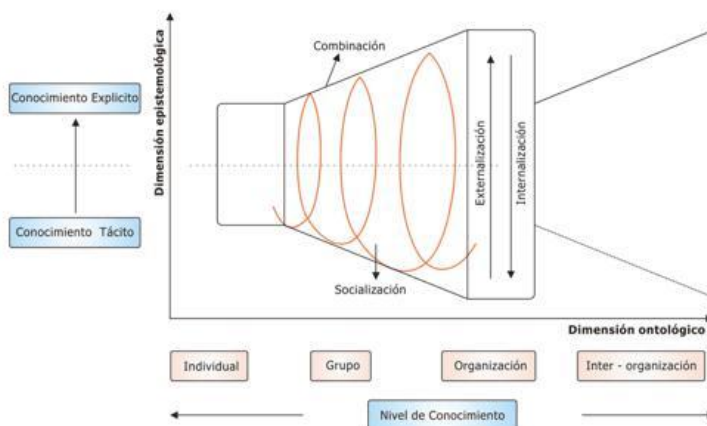 Combinación
Conocimiento Explicito
Conocimiento Tácito
Dimensión epistemológica
Externalización
Internalización
Socialización
Dimensión ontológico
Individual
Grupo
Organización
Inter - organización
Nivel de Conocimiento